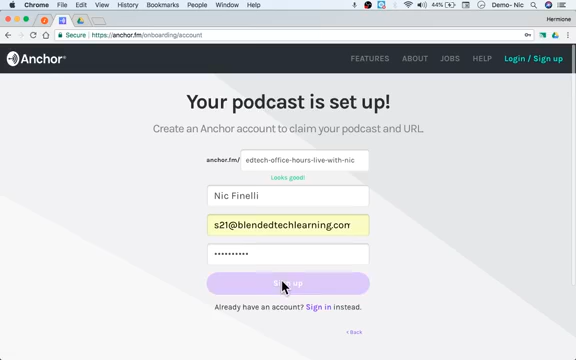 Chrome File Edit View History Bookmarks People Window Help 44% Demo- Nic
Hermione
Secure https://anchor.fm/onboarding/account
Anchor FEATURES ABOUT JOBS HELP Login / Sign up
Your podcast is set up!
Create an Anchor account to claim your podcast and URL.
anchor.fm/ edtech-office-hours-live-with-nic
Looks good!
Nic Finelli
s21@blendedtechlearning.com
Sign up
Already have an account? Sign in instead.
< Back